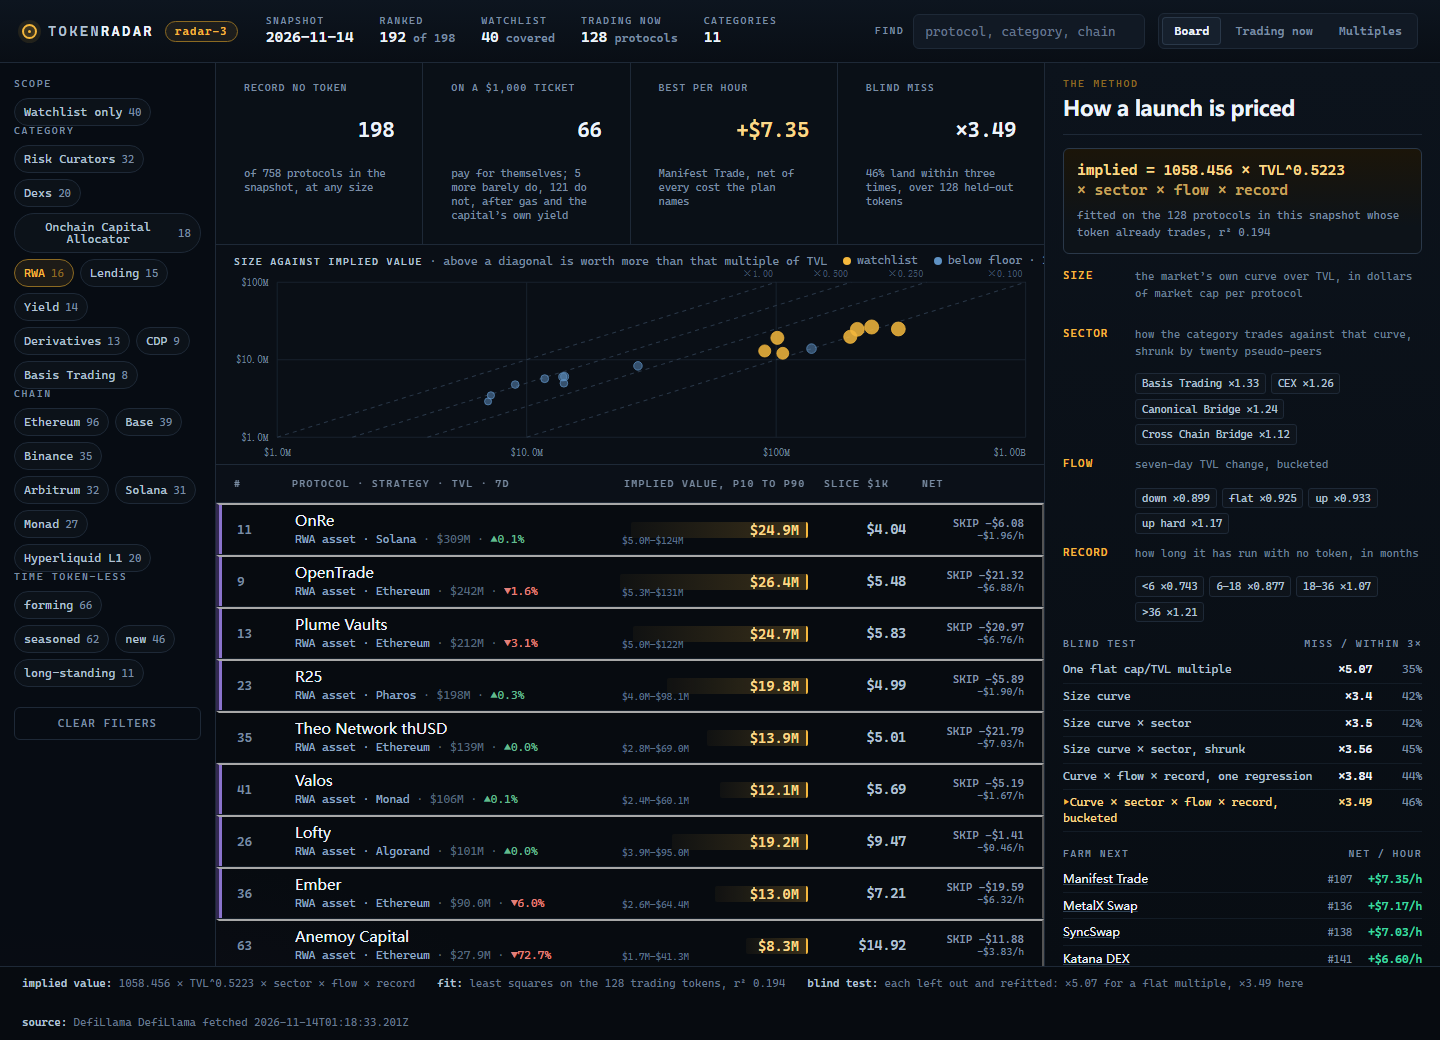 TOKENRADAR radar-3
SNAPSHOT
2026-11-14
RANKED
192 of 198
WATCHLIST
40 covered
TRADING NOW
128 protocols
CATEGORIES
11
FIND protocol, category, chain
Board Trading now Multiples
SCOPE
Watchlist only 40
CATEGORY
Risk Curators 32
Dexs 20
Onchain Capital
Allocator 18
RWA 16 Lending 15
Yield 14
Derivatives 13 CDP 9
Basis Trading 8
CHAIN
Ethereum 96 Base 39
Binance 35
Arbitrum 32 Solana 31
Monad 27
Hyperliquid L1 20
TIME TOKEN-LESS
forming 66
seasoned 62 new 46
long-standing 11
CLEAR FILTERS
RECORD NO TOKEN
198
of 758 protocols in the
snapshot, at any size
ON A $1,000 TICKET
66
pay for themselves; 5
more barely do, 121 do
not, after gas and the
capital's own yield
BEST PER HOUR
+$7.35
Manifest Trade, net of
every cost the plan
names
BLIND MISS
×3.49
46% land within three
times, over 128 held-out
tokens
SIZE AGAINST IMPLIED VALUE · above a diagonal is worth more than that multiple of TVL watchlist below floor ·
×1.00 ×0.500 ×0.250 ×0.100
$100M
$10.0M
$1.0M
$1.0M $10.0M $100M $1.00B
# PROTOCOL · STRATEGY · TVL · 7D IMPLIED VALUE, P10 TO P90 SLICE $1K NET
11 OnRe
RWA asset · Solana · $309M · ▲0.1%
$5.0M–$124M $24.9M $4.04 SKIP −$6.08
−$1.96/h
9 OpenTrade
RWA asset · Ethereum · $242M · ▼1.6%
$5.3M–$131M $26.4M $5.48 SKIP −$21.32
−$6.88/h
13 Plume Vaults
RWA asset · Ethereum · $212M · ▼3.1%
$5.0M–$122M $24.7M $5.83 SKIP −$20.97
−$6.76/h
23 R25
RWA asset · Pharos · $198M · ▲0.3%
$4.0M–$98.1M $19.8M $4.99 SKIP −$5.89
−$1.90/h
35 Theo Network thUSD
RWA asset · Ethereum · $139M · ▲0.0%
$2.8M–$69.0M $13.9M $5.01 SKIP −$21.79
−$7.03/h
41 Valos
RWA asset · Monad · $106M · ▲0.1%
$2.4M–$60.1M $12.1M $5.69 SKIP −$5.19
−$1.67/h
26 Lofty
RWA asset · Algorand · $101M · ▲0.0%
$3.9M–$95.0M $19.2M $9.47 SKIP −$1.41
−$0.46/h
36 Ember
RWA asset · Ethereum · $90.0M · ▼6.0%
$2.6M–$64.4M $13.0M $7.21 SKIP −$19.59
−$6.32/h
63 Anemoy Capital
RWA asset · Ethereum · $27.9M · ▼72.7%
$1.7M–$41.3M $8.3M $14.92 SKIP −$11.88
−$3.83/h
THE METHOD
How a launch is priced
implied = 1058.456 × TVL^0.5223
× sector × flow × record
fitted on the 128 protocols in this snapshot whose
token already trades, r² 0.194
SIZE the market's own curve over TVL, in dollars
of market cap per protocol
SECTOR how the category trades against that curve,
shrunk by twenty pseudo-peers
Basis Trading ×1.33 CEX ×1.26
Canonical Bridge ×1.24
Cross Chain Bridge ×1.12
FLOW seven-day TVL change, bucketed
down ×0.899 flat ×0.925 up ×0.933
up hard ×1.17
RECORD how long it has run with no token, in months
<6 ×0.743 6–18 ×0.877 18–36 ×1.07
>36 ×1.21
BLIND TEST MISS / WITHIN 3×
One flat cap/TVL multiple ×5.07 35%
Size curve ×3.4 42%
Size curve × sector ×3.5 42%
Size curve × sector, shrunk ×3.56 45%
Curve × flow × record, one regression ×3.84 44%
▸Curve × sector × flow × record,
bucketed ×3.49 46%
FARM NEXT NET / HOUR
Manifest Trade #107 +$7.35/h
MetalX Swap #136 +$7.17/h
SyncSwap #138 +$7.03/h
Katana DEX #141 +$6.60/h
implied value: 1058.456 × TVL^0.5223 × sector × flow × record fit: least squares on the 128 trading tokens, r² 0.194 blind test: each left out and refitted: ×5.07 for a flat multiple, ×3.49 here
source: DefiLlama DefiLlama fetched 2026-11-14T01:18:33.201Z